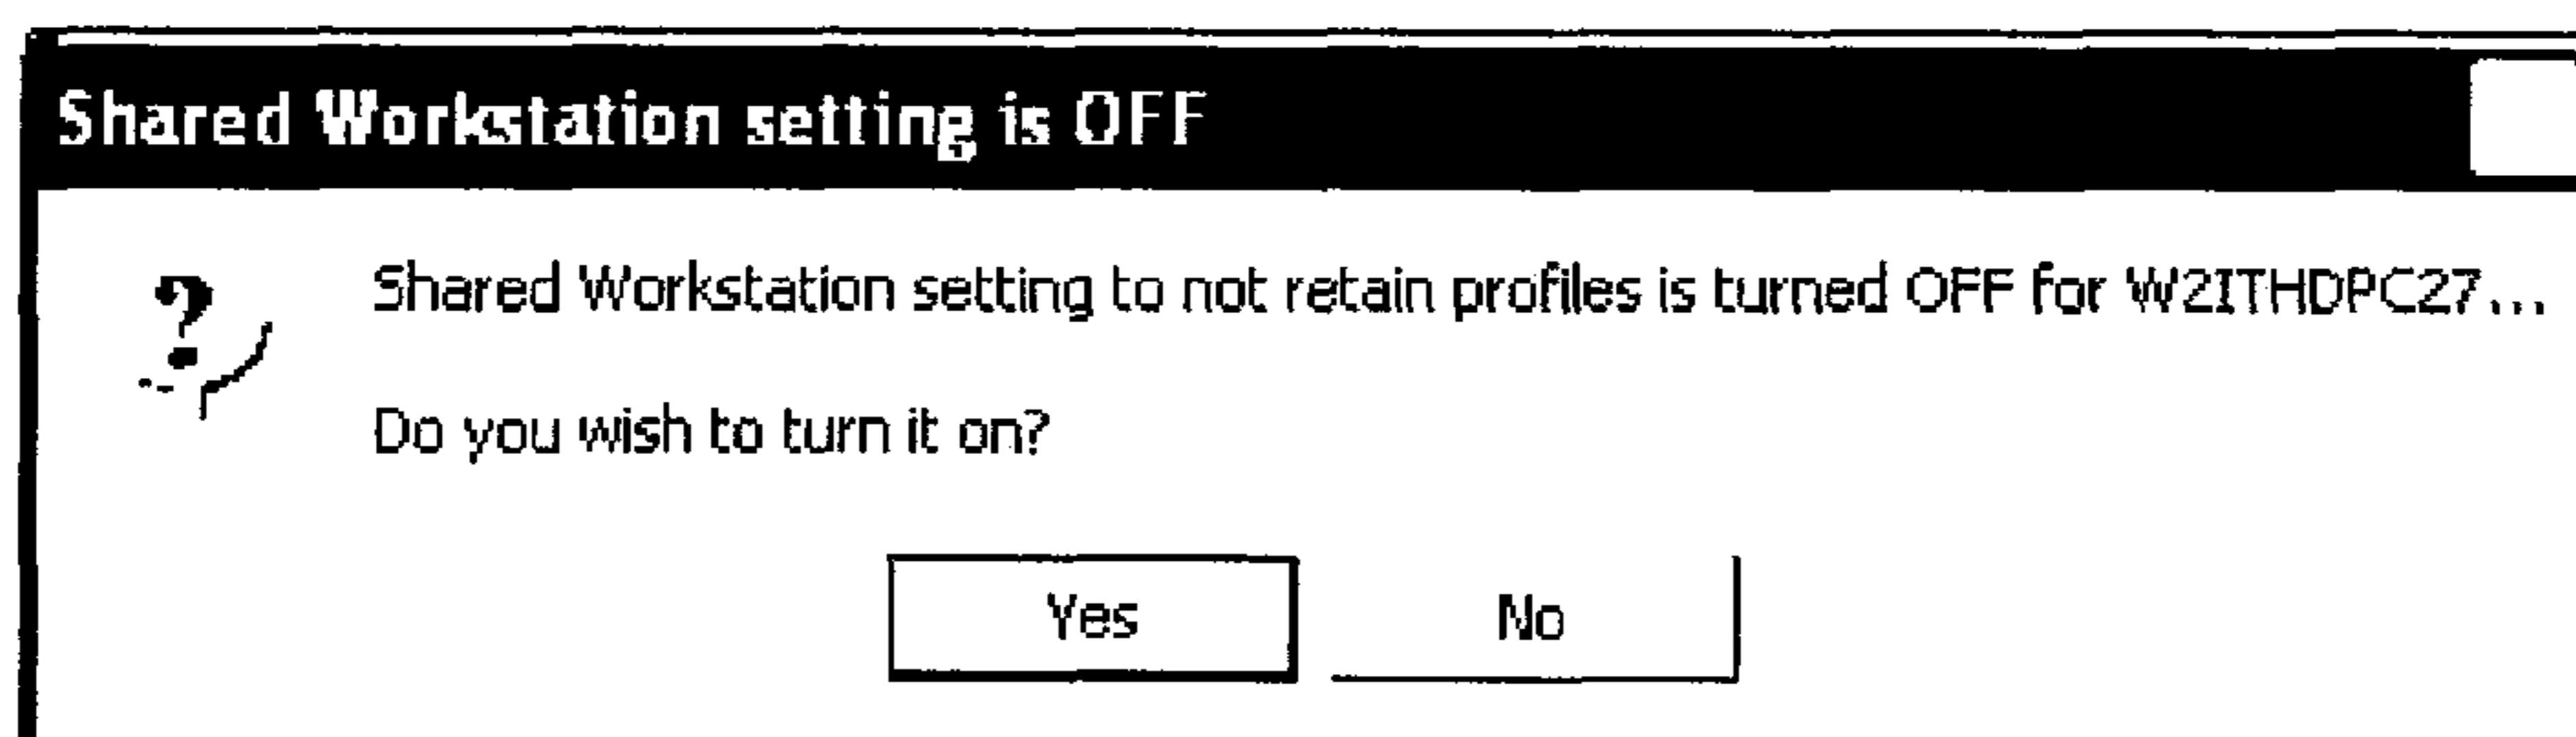 Shared Workstation setting is OFF
Shared Workstation setting to not retain profiles is turned OFF for W2ITHDPC27...
Do you wish to turn it on?
Yes No